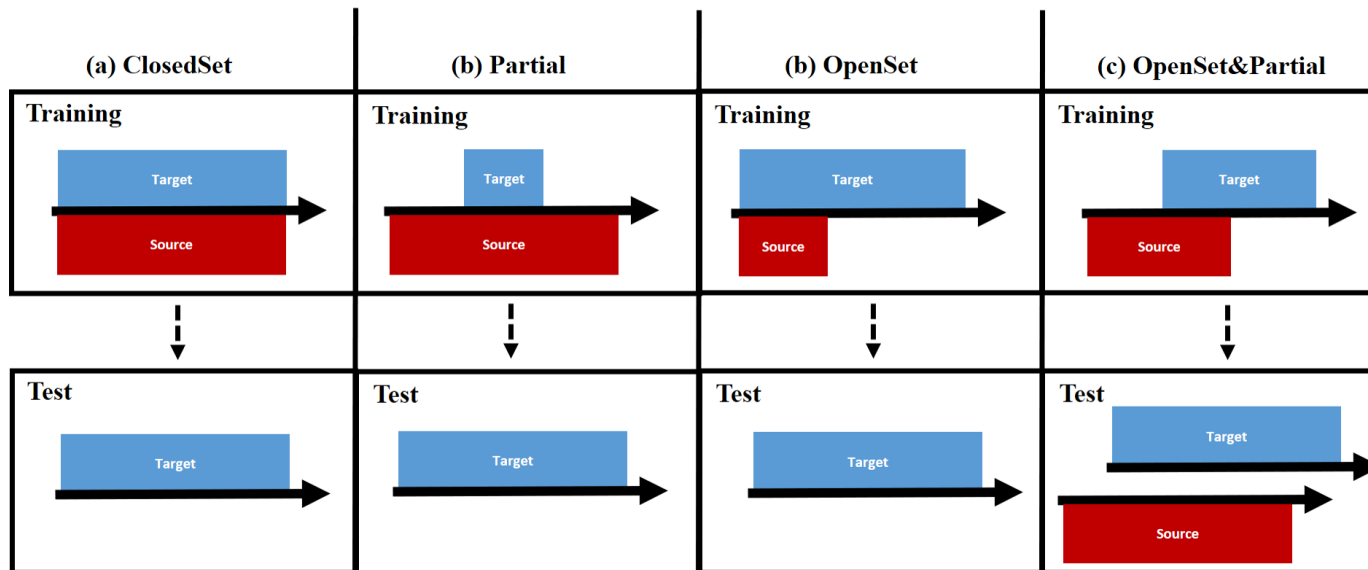 (a) ClosedSet
(b) Partial
(b) OpenSet
(c) OpenSet&Partial
Training
Training
Training
Training
Target
Target
Target
Target
Source
Source
Source
Source
Test
Test
Test
Test
Target
Target
Target
Target
Source